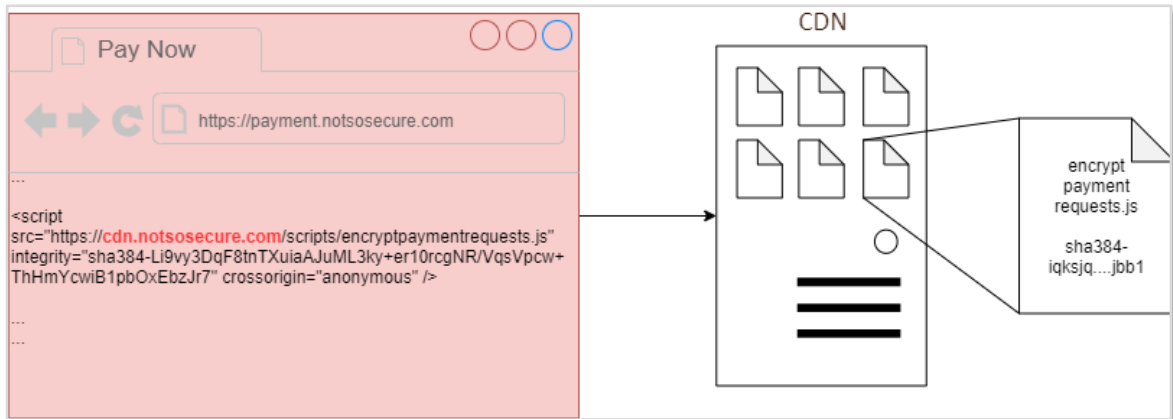 Pay Now
https://payment.notsosecure.com
...
<script
src="https://cdn.notsosecure.com/scripts/encryptpaymentrequests.js"
integrity="sha384-Li9vy3DqF8tnTXuiaAJuML3ky+er10rcgNR/VqsVpcw+
ThHmYcwiB1pbOxEbzJr7" crossorigin="anonymous" />
...
...
CDN
encrypt
payment
requests.js
sha384-
iqksjq....jbb1